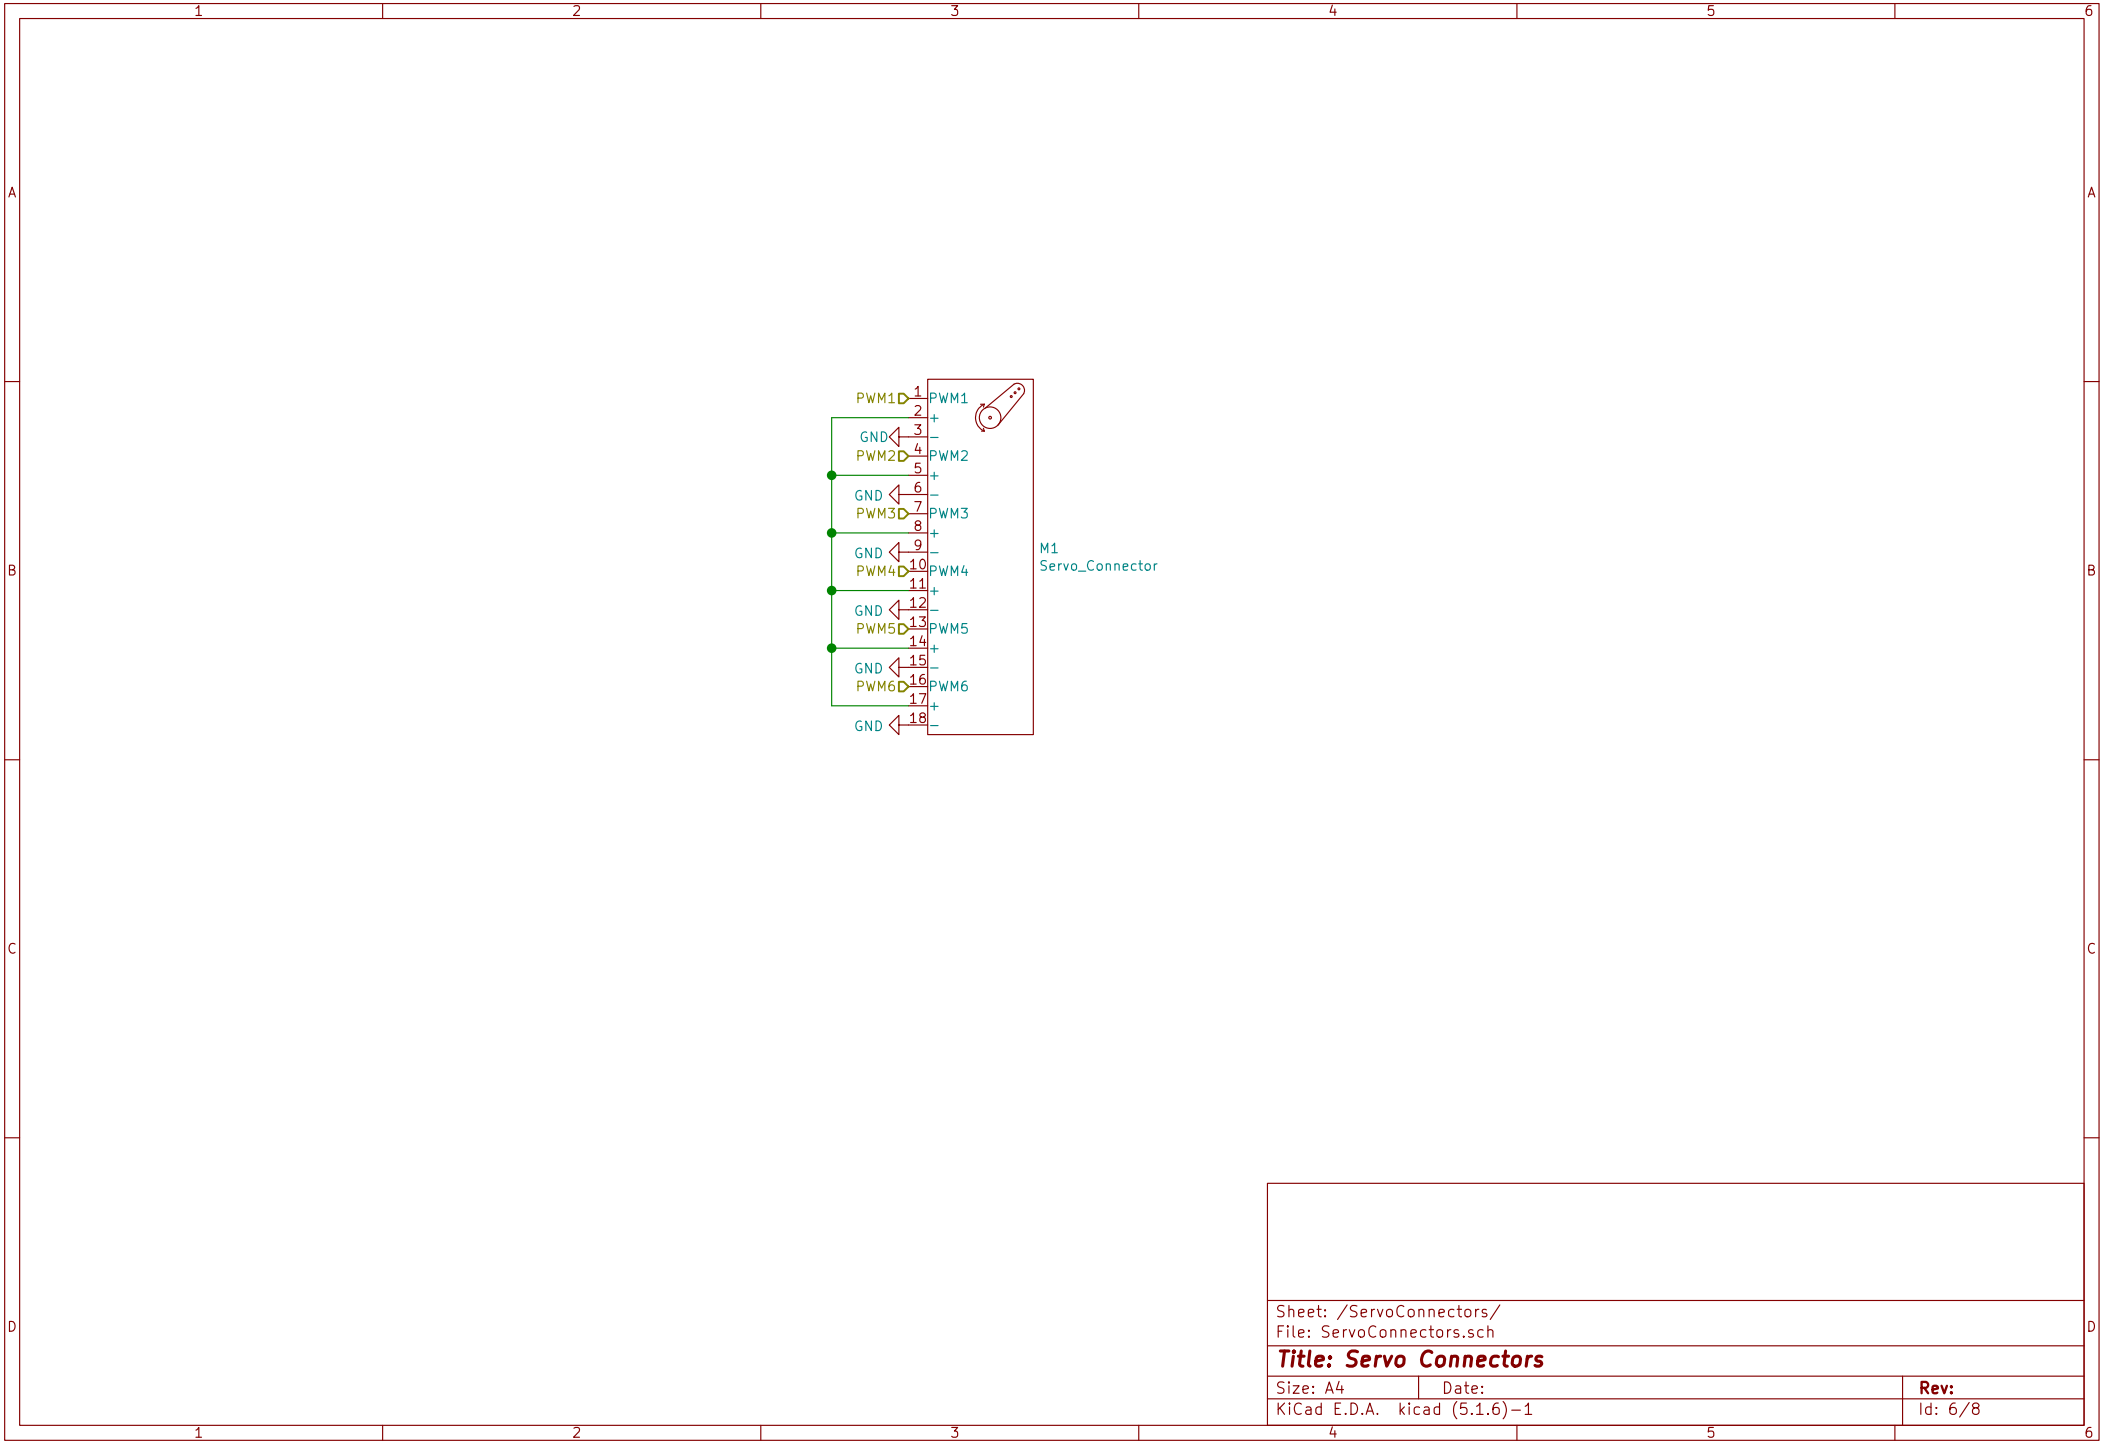 1 2 3 4 5 6
A A
PWM1 1 PWM1
2 +
GND 3 −
PWM2 4 PWM2
5 +
GND 6 −
PWM3 7 PWM3
8 +
GND 9 −
M1
Servo_Connector
B B
PWM4 10 PWM4
11 +
GND 12 −
PWM5 13 PWM5
14 +
GND 15 −
PWM6 16 PWM6
17 +
GND 18 −
C C
Sheet: /ServoConnectors/
File: ServoConnectors.sch
D D
Title: Servo Connectors
Size: A4 Date: Rev:
KiCad E.D.A. kicad (5.1.6)-1 Id: 6/8
1 2 3 4 5 6